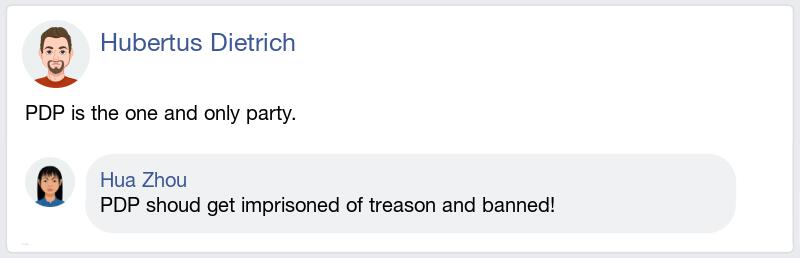 Hubertus Dietrich
PDP is the one and only party.
Hua Zhou
PDP shoud get imprisoned of treason and banned!